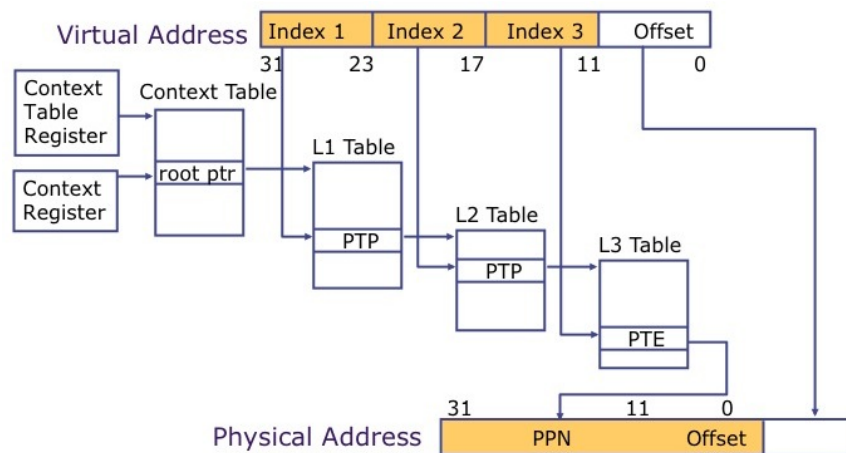 Virtual Address Index 1 Index 2 Index 3 Offset
31 23 17 11 0
Context Table Register
Context Table
root ptr
Context Register
L1 Table
PTP
L2 Table
PTP
L3 Table
PTE
31 11 0
Physical Address PPN Offset